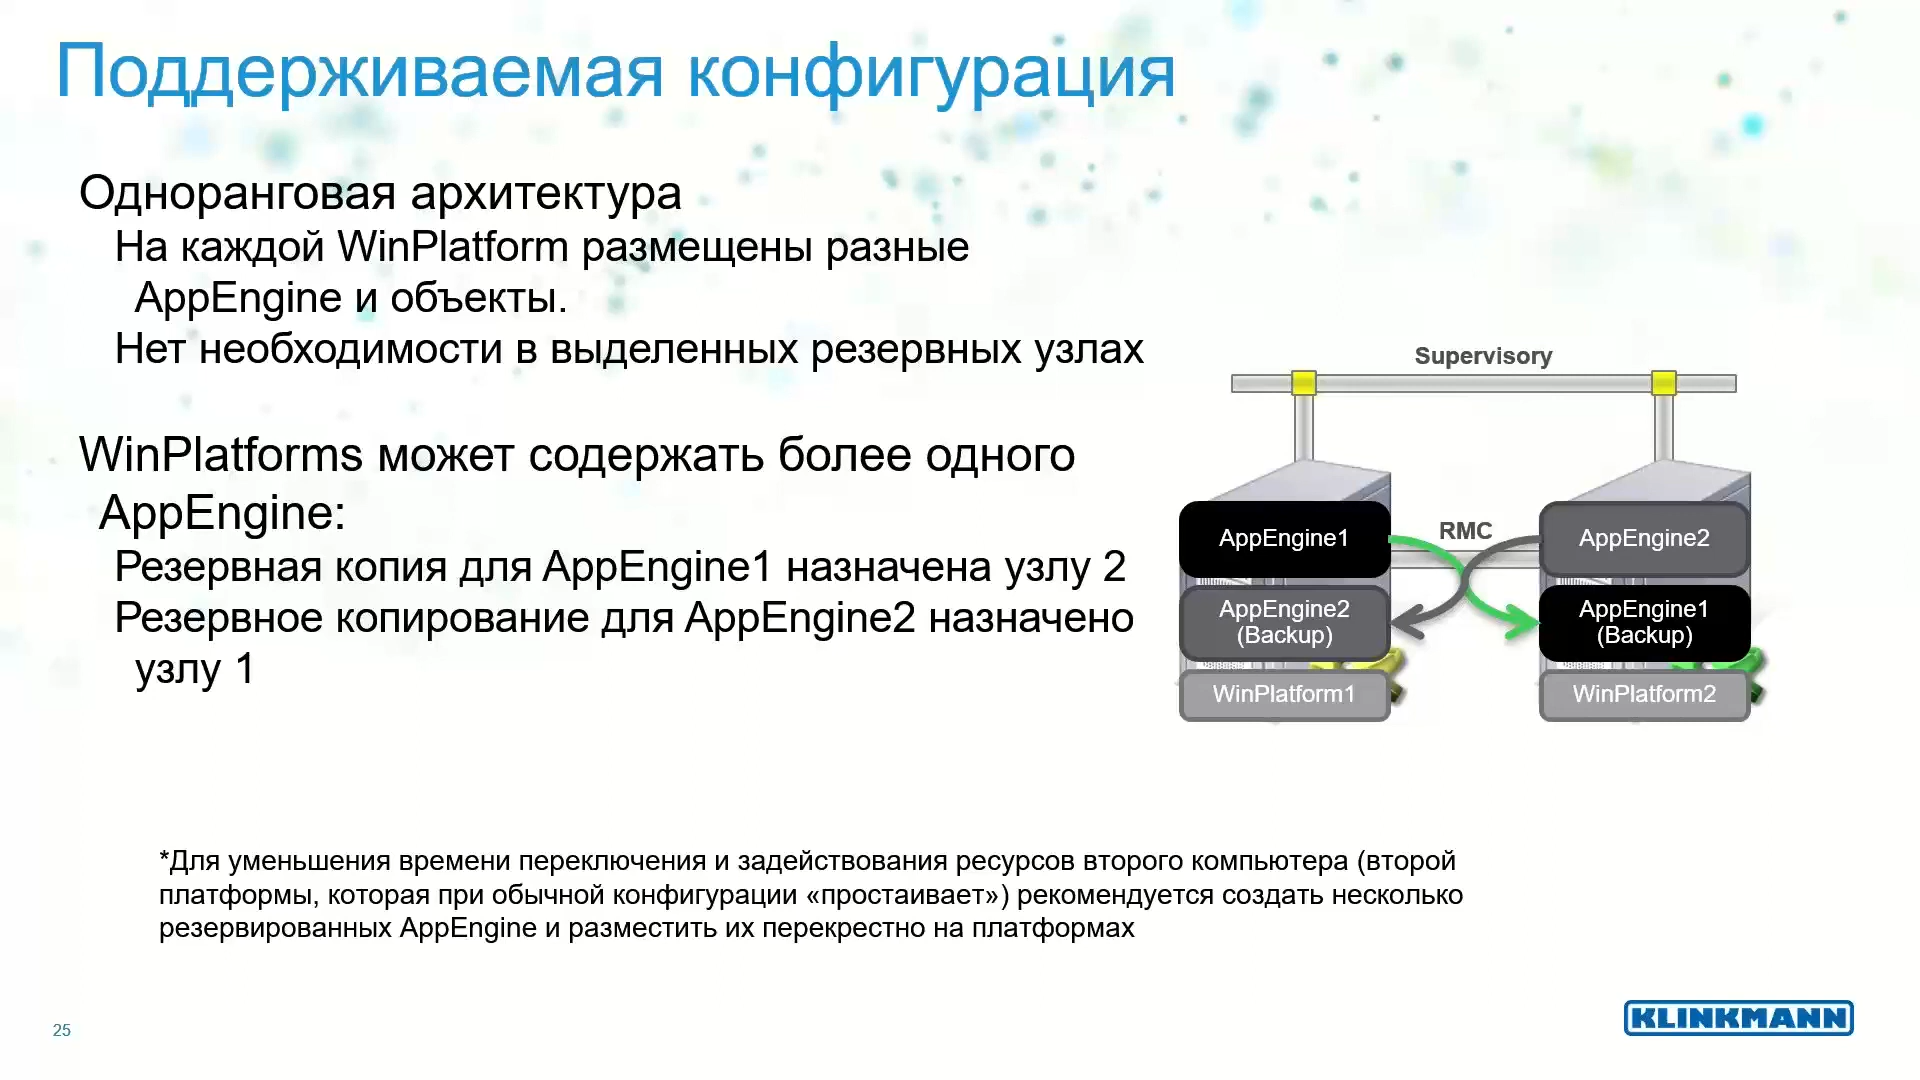 Поддерживаемая конфигурация
Одноранговая архитектура
На каждой WinPlatform размещены разные
AppEngine и объекты.
Нет необходимости в выделенных резервных узлах
WinPlatforms может содержать более одного
AppEngine:
Резервная копия для AppEngine1 назначена узлу 2
Резервное копирование для AppEngine2 назначено
узлу 1
Supervisory
RMC
AppEngine1
AppEngine2
(Backup)
WinPlatform1
AppEngine2
AppEngine1
(Backup)
WinPlatform2
*Для уменьшения времени переключения и задействования ресурсов второго компьютера (второй
платформы, которая при обычной конфигурации «простаивает») рекомендуется создать несколько
резервированных AppEngine и разместить их перекрестно на платформах
25
KLINKMANN